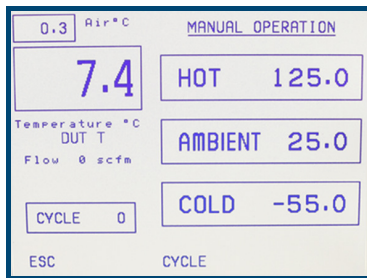 0.3 Air°C
7.4
Temperature °C
DUT T
Flow 0 scfm
CYCLE 0
ESC
MANUAL OPERATION
HOT 125.0
AMBIENT 25.0
COLD -55.0
CYCLE